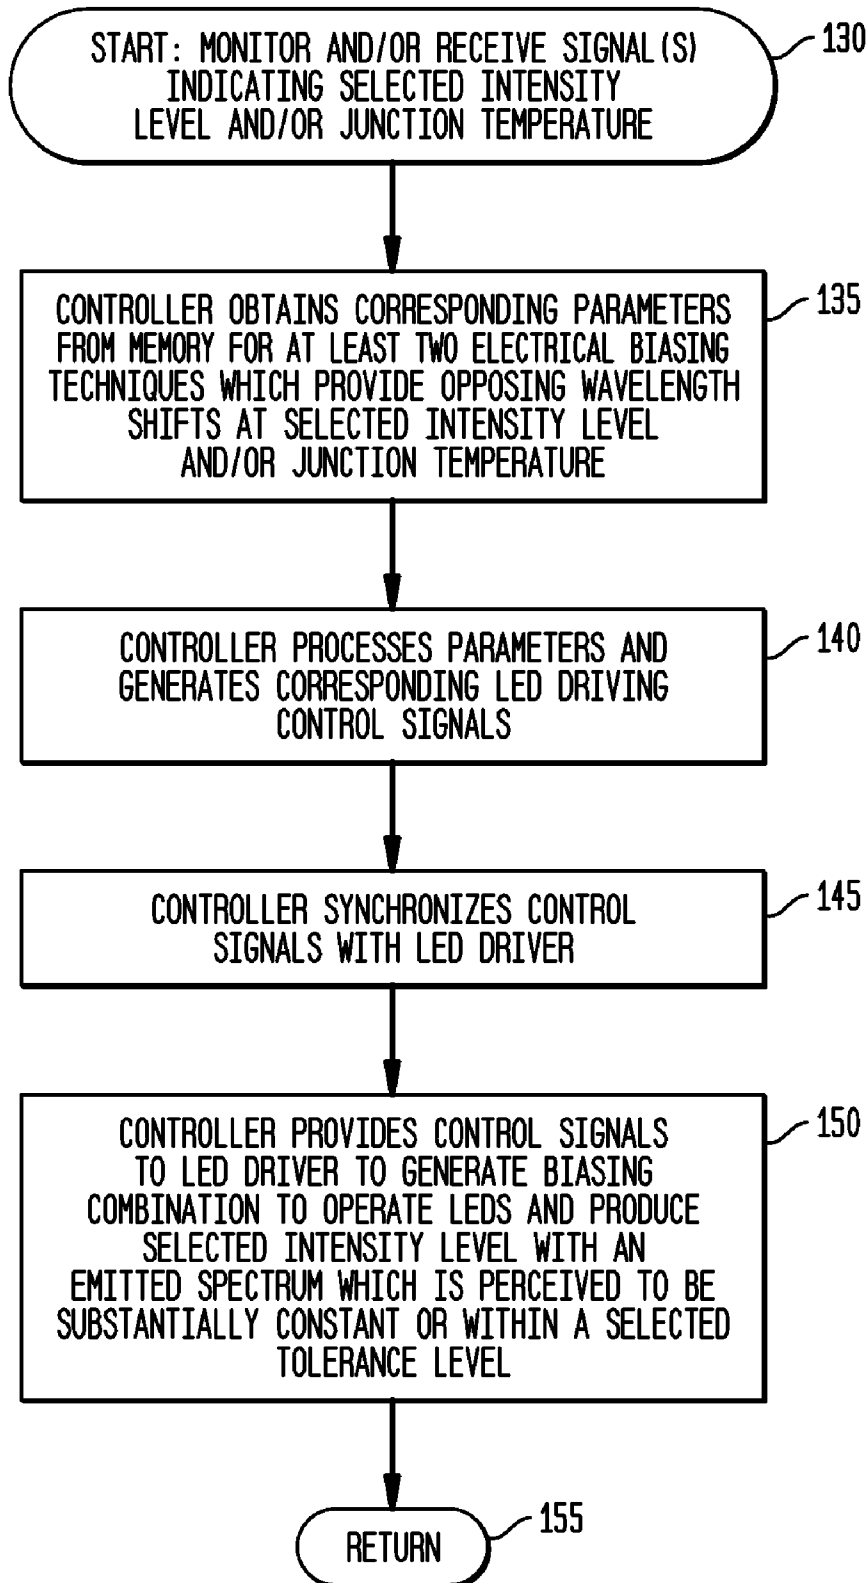 START: MONITOR AND/OR RECEIVE SIGNAL(S)
INDICATING SELECTED INTENSITY
LEVEL AND/OR JUNCTION TEMPERATURE
130
CONTROLLER OBTAINS CORRESPONDING PARAMETERS
FROM MEMORY FOR AT LEAST TWO ELECTRICAL BIASING
TECHNIQUES WHICH PROVIDE OPPOSING WAVELENGTH
SHIFTS AT SELECTED INTENSITY LEVEL
AND/OR JUNCTION TEMPERATURE
135
CONTROLLER PROCESSES PARAMETERS AND
GENERATES CORRESPONDING LED DRIVING
CONTROL SIGNALS
140
CONTROLLER SYNCHRONIZES CONTROL
SIGNALS WITH LED DRIVER
145
CONTROLLER PROVIDES CONTROL SIGNALS
TO LED DRIVER TO GENERATE BIASING
COMBINATION TO OPERATE LEDS AND PRODUCE
SELECTED INTENSITY LEVEL WITH AN
EMITTED SPECTRUM WHICH IS PERCEIVED TO BE
SUBSTANTIALLY CONSTANT OR WITHIN A SELECTED
TOLERANCE LEVEL
150
RETURN
155